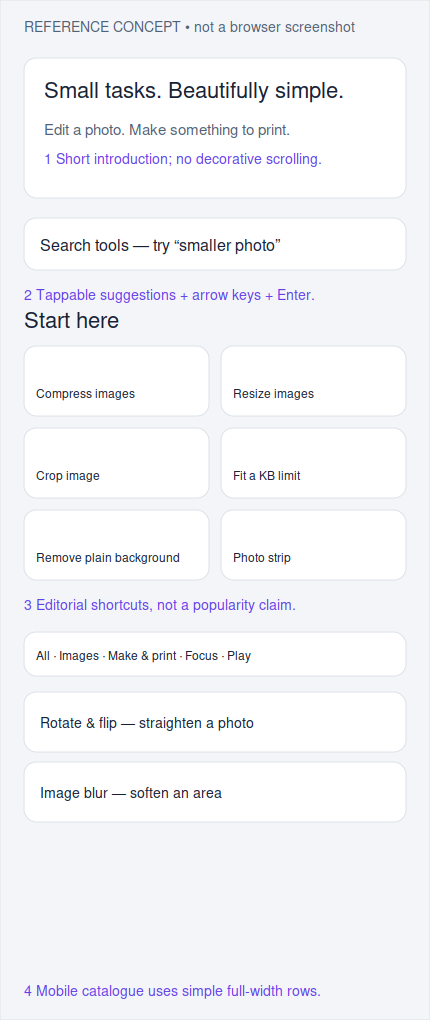 REFERENCE CONCEPT • not a browser screenshot
Small tasks. Beautifully simple.
Edit a photo. Make something to print.
1 Short introduction; no decorative scrolling.
Search tools — try “smaller photo”
2 Tappable suggestions + arrow keys + Enter.
Start here
Compress images
Resize images
Crop image
Fit a KB limit
Remove plain background
Photo strip
3 Editorial shortcuts, not a popularity claim.
All · Images · Make & print · Focus · Play
Rotate & flip — straighten a photo
Image blur — soften an area
4 Mobile catalogue uses simple full-width rows.